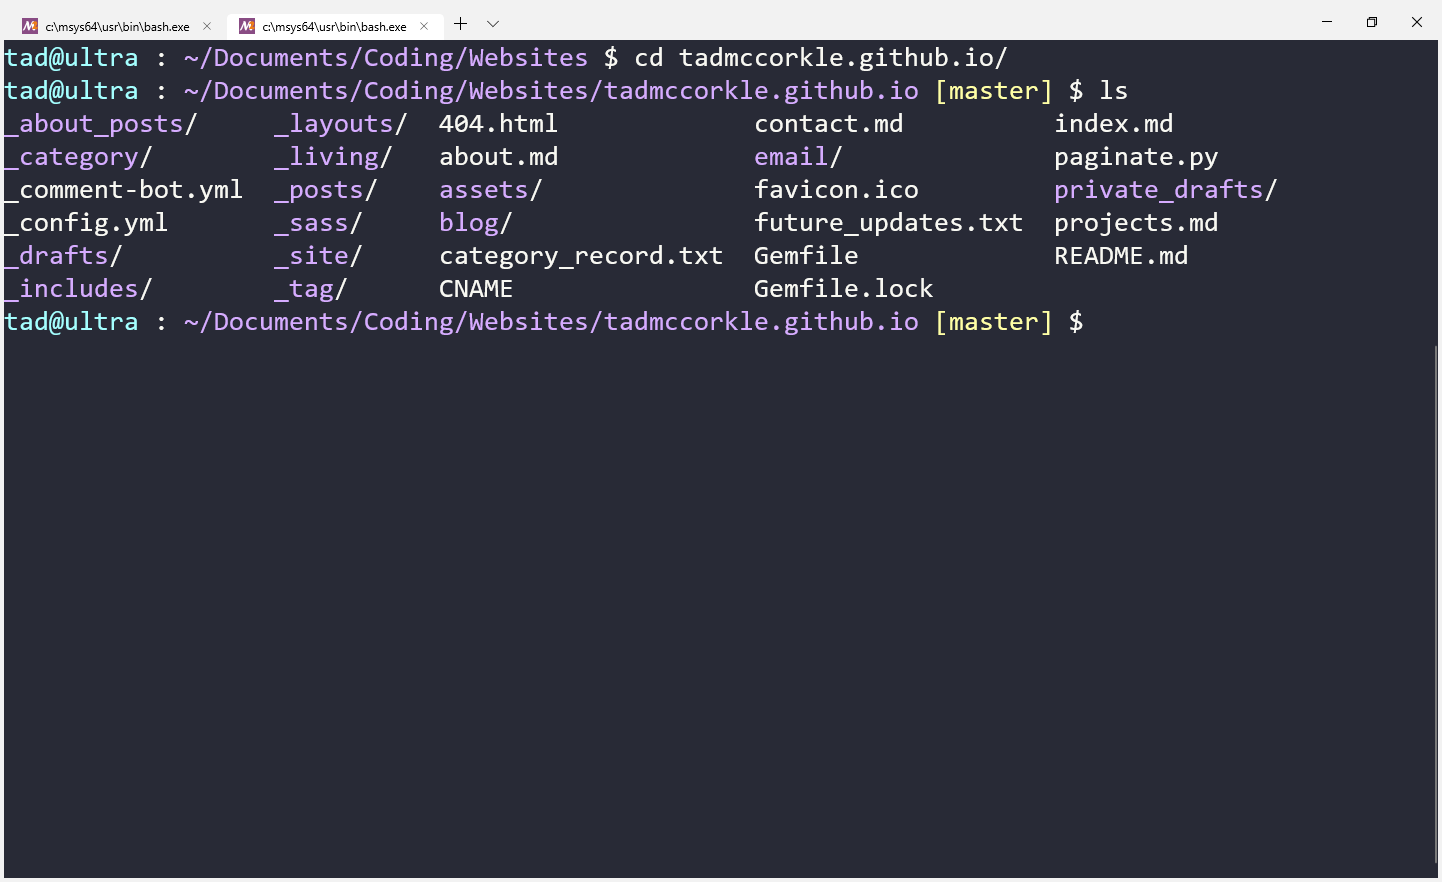 c:\msys64\usr\bin\bash.exe c:\msys64\usr\bin\bash.exe
tad@ultra : ~/Documents/Coding/Websites $ cd tadmccorkle.github.io/
tad@ultra : ~/Documents/Coding/Websites/tadmccorkle.github.io [master] $ ls
_about_posts/ _layouts/ 404.html contact.md index.md
_category/ _living/ about.md email/ paginate.py
_comment-bot.yml _posts/ assets/ favicon.ico private_drafts/
_config.yml _sass/ blog/ future_updates.txt projects.md
_drafts/ _site/ category_record.txt Gemfile README.md
_includes/ _tag/ CNAME Gemfile.lock
tad@ultra : ~/Documents/Coding/Websites/tadmccorkle.github.io [master] $